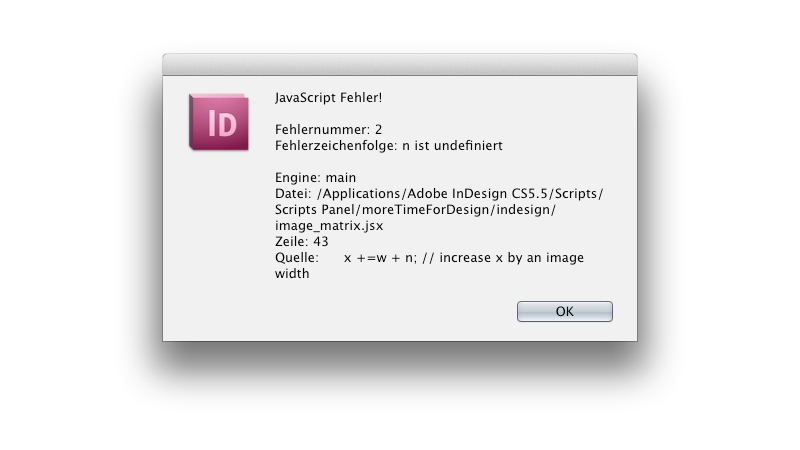 ID
JavaScript Fehler!
Fehlernummer: 2
Fehlerzeichenfolge: n ist undefiniert
Engine: main
Datei: /Applications/Adobe InDesign CS5.5/Scripts/
Scripts Panel/moreTimeForDesign/indesign/
image_matrix.jsx
Zeile: 43
Quelle:      x +=w + n; // increase x by an image
width
OK